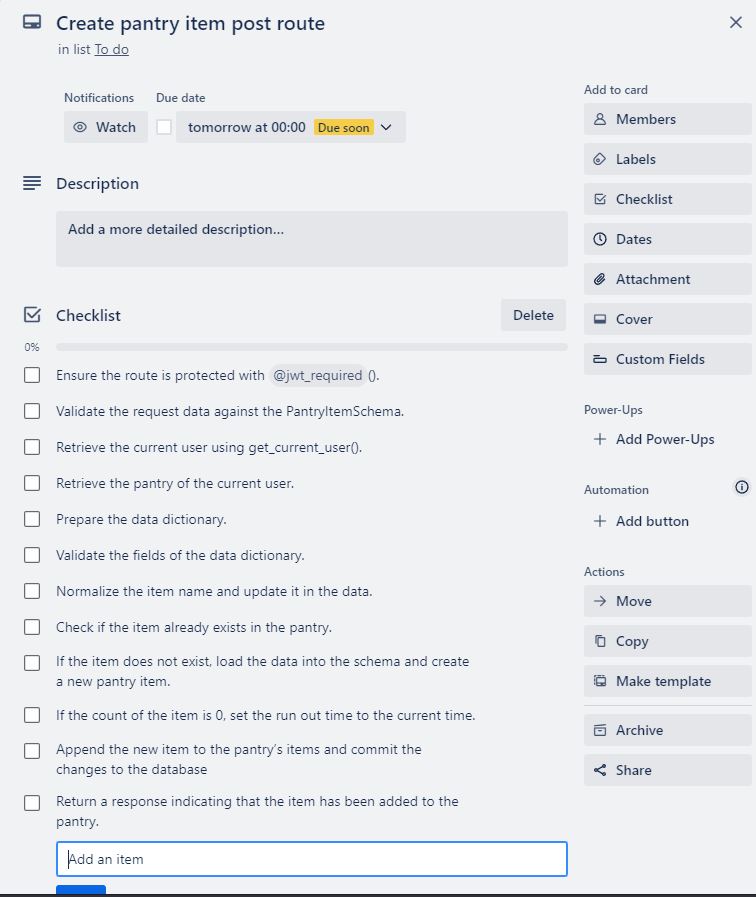 Create pantry item post route
in list To do
Notifications
Due date
Watch
tomorrow at 00:00 Due soon
Description
Add a more detailed description...
Checklist
Delete
0%
Ensure the route is protected with @jwt_required ().
Validate the request data against the PantryItemSchema.
Retrieve the current user using get_current_user().
Retrieve the pantry of the current user.
Prepare the data dictionary.
Validate the fields of the data dictionary.
Normalize the item name and update it in the data.
Check if the item already exists in the pantry.
If the item does not exist, load the data into the schema and create
a new pantry item.
If the count of the item is 0, set the run out time to the current time.
Append the new item to the pantry’s items and commit the
changes to the database
Return a response indicating that the item has been added to the
pantry.
Add an item
Add to card
Members
Labels
Checklist
Dates
Attachment
Cover
Custom Fields
Power-Ups
Add Power-Ups
Automation
Add button
Actions
Move
Copy
Make template
Archive
Share